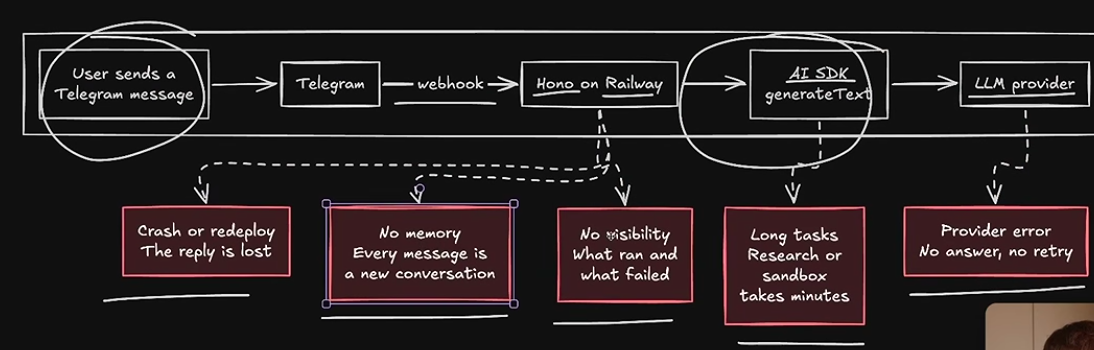 User sends a
Telegram message
Telegram
webhook
Hono on Railway
AI SDK
generateText
LLM provider
Crash or redeploy
The reply is lost
No memory
Every message is
a new conversation
No visibility
What ran and
what failed
Long tasks
Research or
sandbox
takes minutes
Provider error
No answer, no retry